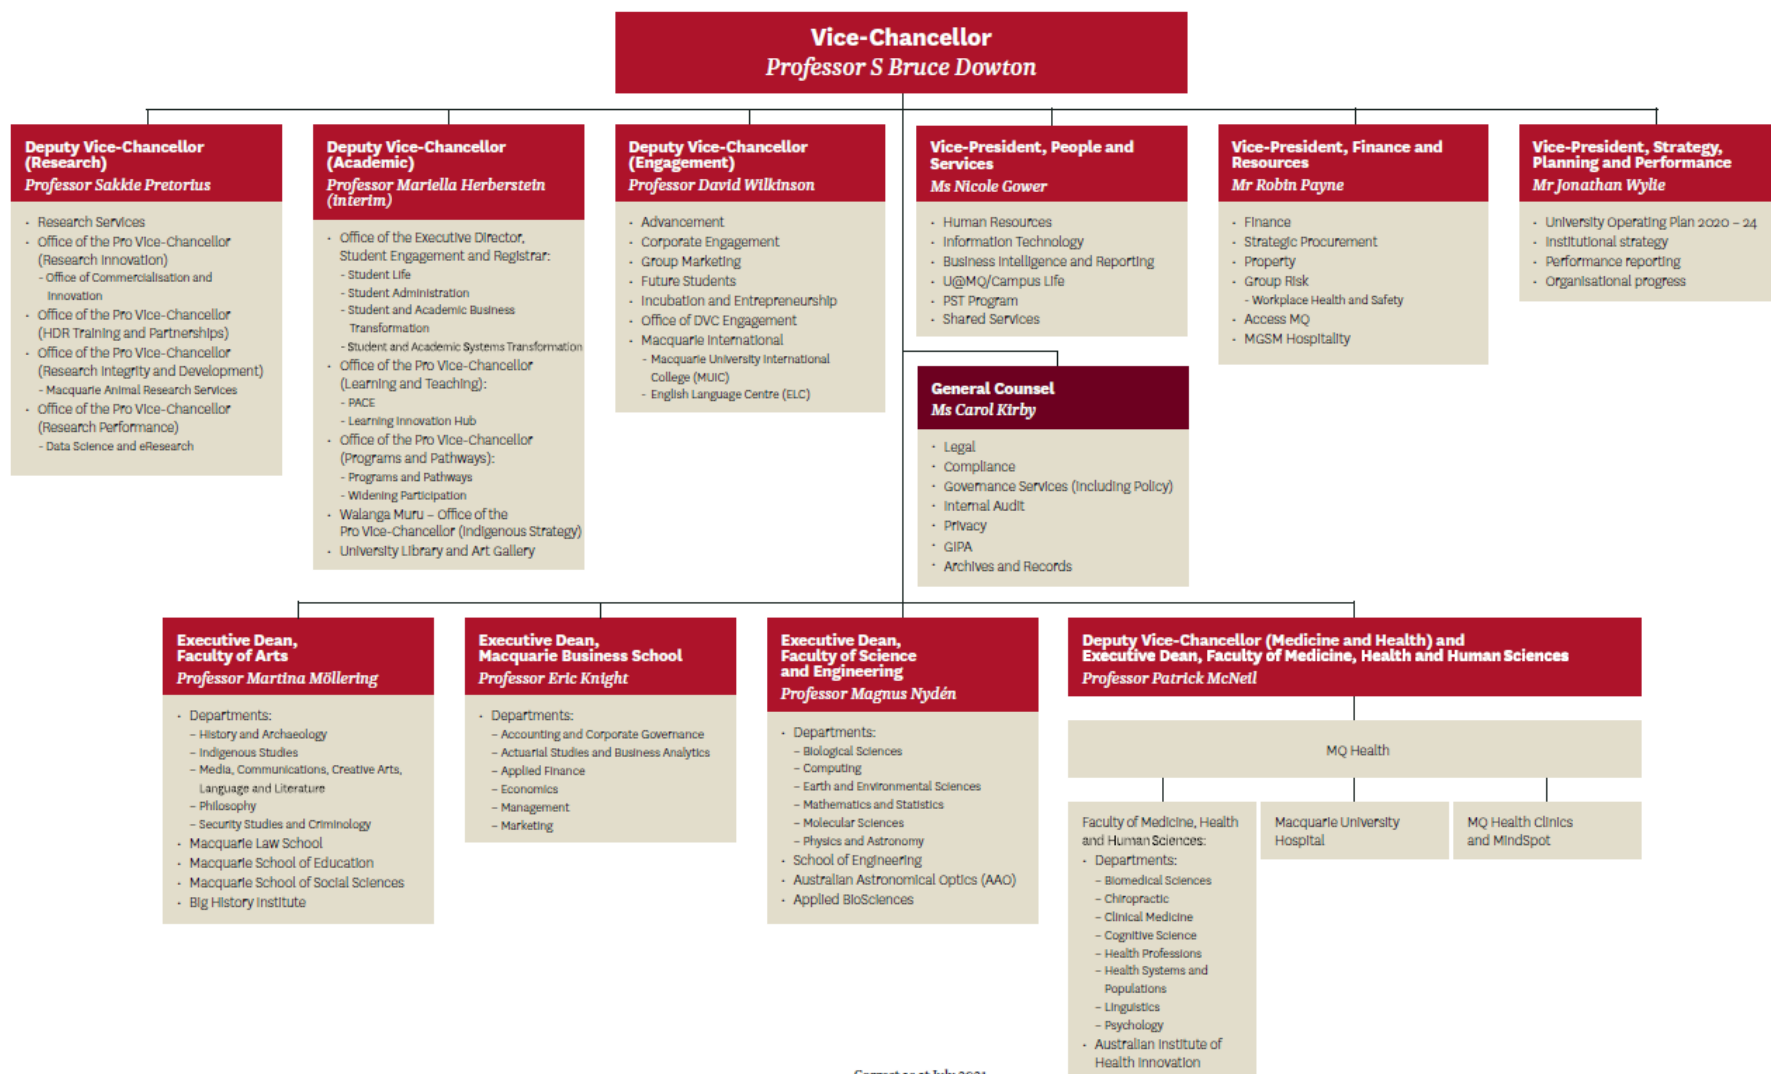 Vice-Chancellor
Professor S Bruce Dowton
Deputy Vice-Chancellor
(Research)
Professor Sakkie Pretorius
· Research Services
· Office of the Pro Vice-Chancellor
(Research Innovation)
- Office of Commercialisation and
Innovation
· Office of the Pro Vice-Chancellor
(HDR Training and Partnerships)
· Office of the Pro Vice-Chancellor
(Research Integrity and Development)
- Macquarie Animal Research Services
· Office of the Pro Vice-Chancellor
(Research Performance)
- Data Science and eResearch
Deputy Vice-Chancellor
(Academic)
Professor Mariella Herberstein
(interim)
· Office of the Executive Director,
Student Engagement and Registrar:
- Student Life
- Student Administration
- Student and Academic Business
Transformation
- Student and Academic Systems Transformation
· Office of the Pro Vice-Chancellor
(Learning and Teaching):
- PACE
- Learning Innovation Hub
· Office of the Pro Vice-Chancellor
(Programs and Pathways):
- Programs and Pathways
- Widening Participation
· Walanga Muru – Office of the
Pro Vice-Chancellor (Indigenous Strategy)
· University Library and Art Gallery
Deputy Vice-Chancellor
(Engagement)
Professor David Wilkinson
· Advancement
· Corporate Engagement
· Group Marketing
· Future Students
· Incubation and Entrepreneurship
· Office of DVC Engagement
· Macquarie International
- Macquarie University International
College (MUIC)
- English Language Centre (ELC)
Vice-President, People and
Services
Ms Nicole Gower
· Human Resources
· Information Technology
· Business Intelligence and Reporting
· U@MQ/Campus Life
· PST Program
· Shared Services
Vice-President, Finance and
Resources
Mr Robin Payne
· Finance
· Strategic Procurement
· Property
· Group Risk
- Workplace Health and Safety
· Access MQ
· MGSM Hospitality
Vice-President, Strategy,
Planning and Performance
Mr Jonathan Wylie
· University Operating Plan 2020 – 24
· Institutional strategy
· Performance reporting
· Organisational progress
General Counsel
Ms Carol Kirby
· Legal
· Compliance
· Governance Services (Including Policy)
· Internal Audit
· Privacy
· GIPA
· Archives and Records
Executive Dean,
Faculty of Arts
Professor Martina Möllering
· Departments:
– History and Archaeology
– Indigenous Studies
– Media, Communications, Creative Arts,
Language and Literature
– Philosophy
– Security Studies and Criminology
· Macquarie Law School
· Macquarie School of Education
· Macquarie School of Social Sciences
· Big History Institute
Executive Dean,
Macquarie Business School
Professor Eric Knight
· Departments:
– Accounting and Corporate Governance
– Actuarial Studies and Business Analytics
– Applied Finance
– Economics
– Management
– Marketing
Executive Dean,
Faculty of Science
and Engineering
Professor Magnus Nydén
· Departments:
– Biological Sciences
– Computing
– Earth and Environmental Sciences
– Mathematics and Statistics
– Molecular Sciences
– Physics and Astronomy
· School of Engineering
· Australian Astronomical Optics (AAO)
· Applied BioSciences
Deputy Vice-Chancellor (Medicine and Health) and
Executive Dean, Faculty of Medicine, Health and Human Sciences
Professor Patrick McNeil
MQ Health
Faculty of Medicine, Health
and Human Sciences:
· Departments:
– Biomedical Sciences
– Chiropractic
– Clinical Medicine
– Cognitive Science
– Health Professions
– Health Systems and
Populations
– Linguistics
– Psychology
· Australian Institute of
Health Innovation
Macquarie University
Hospital
MQ Health Clinics
and MindSpot